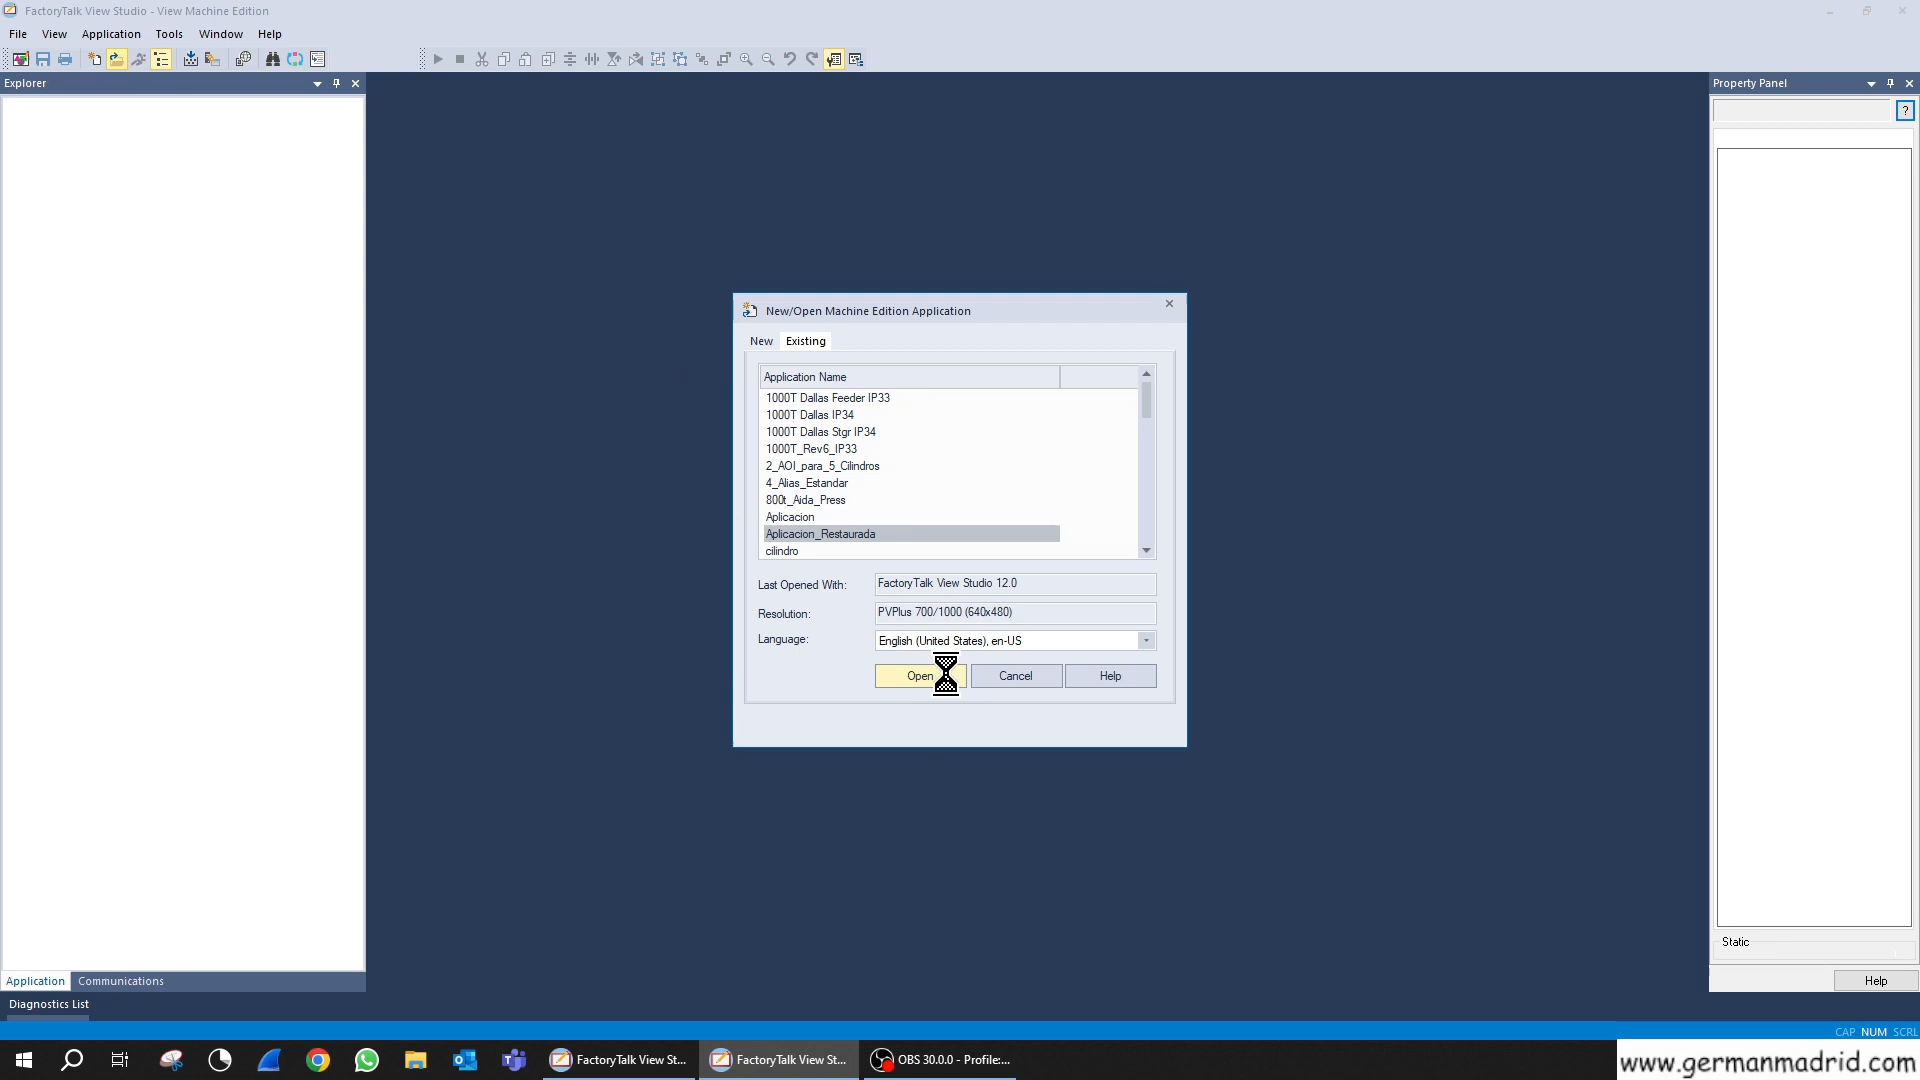 FactoryTalk View Studio - View Machine Edition
File View Application Tools Window Help
Explorer
Property Panel
?
New/Open Machine Edition Application
New Existing
Application Name
1000T Dallas Feeder IP33
1000T Dallas IP34
1000T Dallas Stgr IP34
1000T_Rev6_IP33
2_AOI_para_5_Cilindros
4_Alias_Estandar
800t_Aida_Press
Aplicacion
Aplicacion_Restaurada
cilindro
Last Opened With: FactoryTalk View Studio 12.0
Resolution: PVPlus 700/1000 (640x480)
Language: English (United States), en-US
Open Cancel Help
Static
Application Communications
Help
Diagnostics List
CAP NUM SCRL
FactoryTalk View St... FactoryTalk View St... OBS 30.0.0 - Profile:...
www.germanmadrid.com